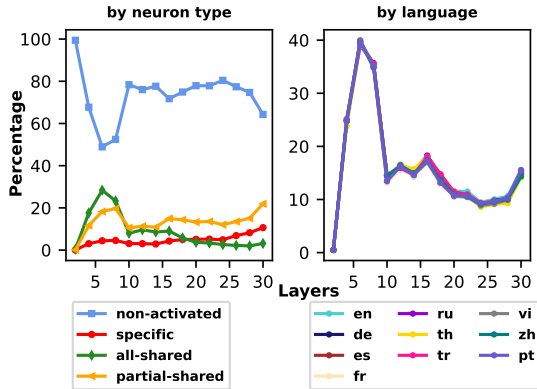 by neuron type
by language
Percentage
100
80
60
40
20
0
5 10 15 20 25 30
40
30
20
10
0
5 10 15 20 25 30
Layers
non-activated
specific
all-shared
partial-shared
en ru vi
de th zh
es tr pt
fr